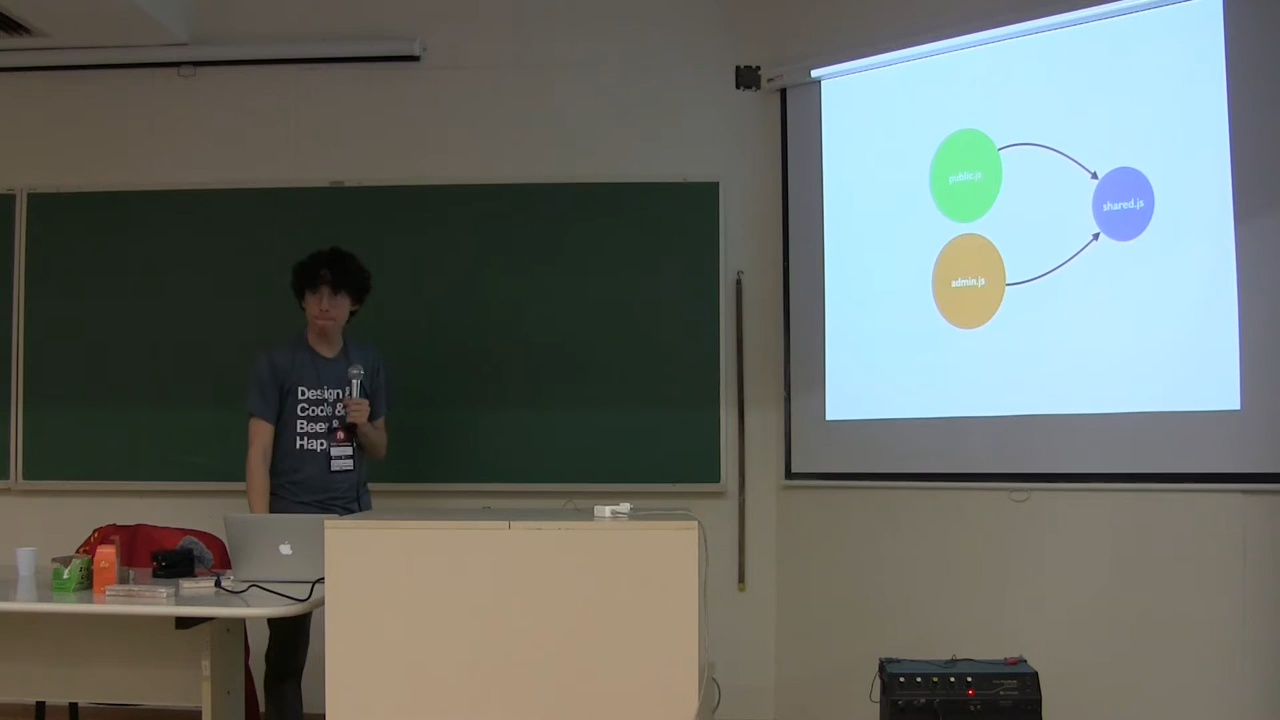 public.js
shared.js
admin.js
Design &
Code &
Beer &
Hap